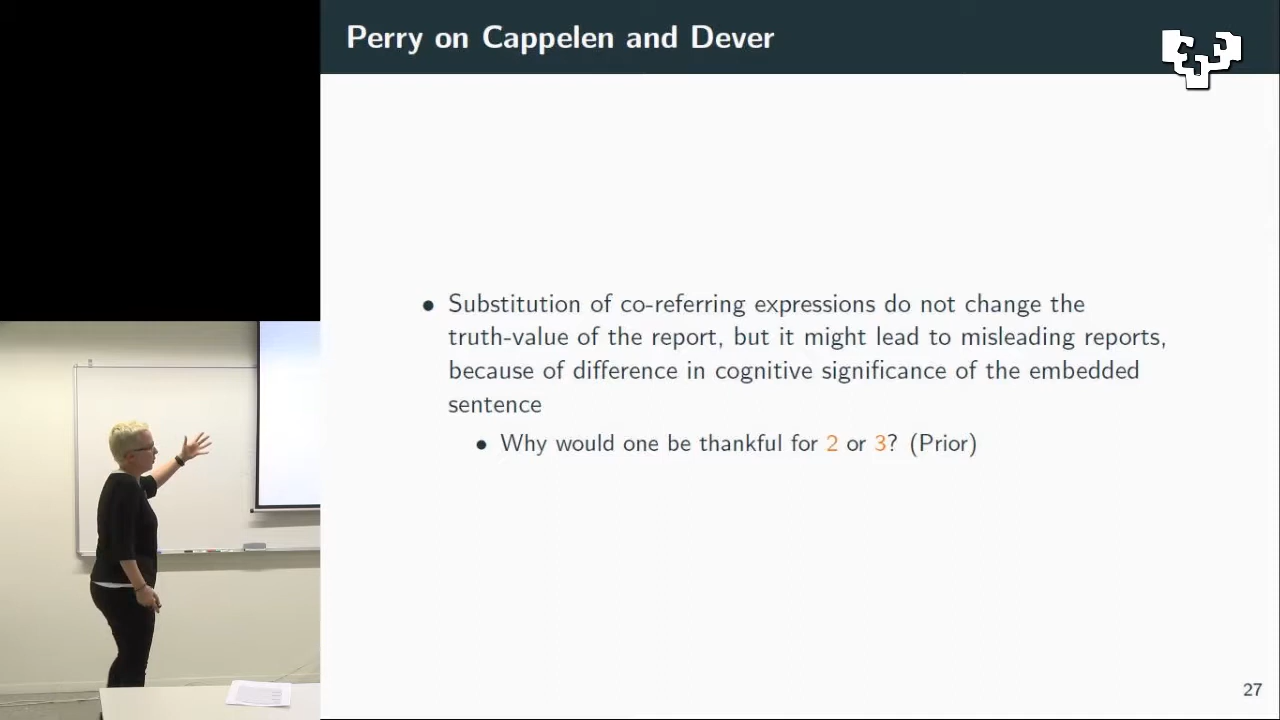 Perry on Cappelen and Dever
• Substitution of co-referring expressions do not change the
truth-value of the report, but it might lead to misleading reports,
because of difference in cognitive significance of the embedded
sentence
• Why would one be thankful for 2 or 3? (Prior)
27